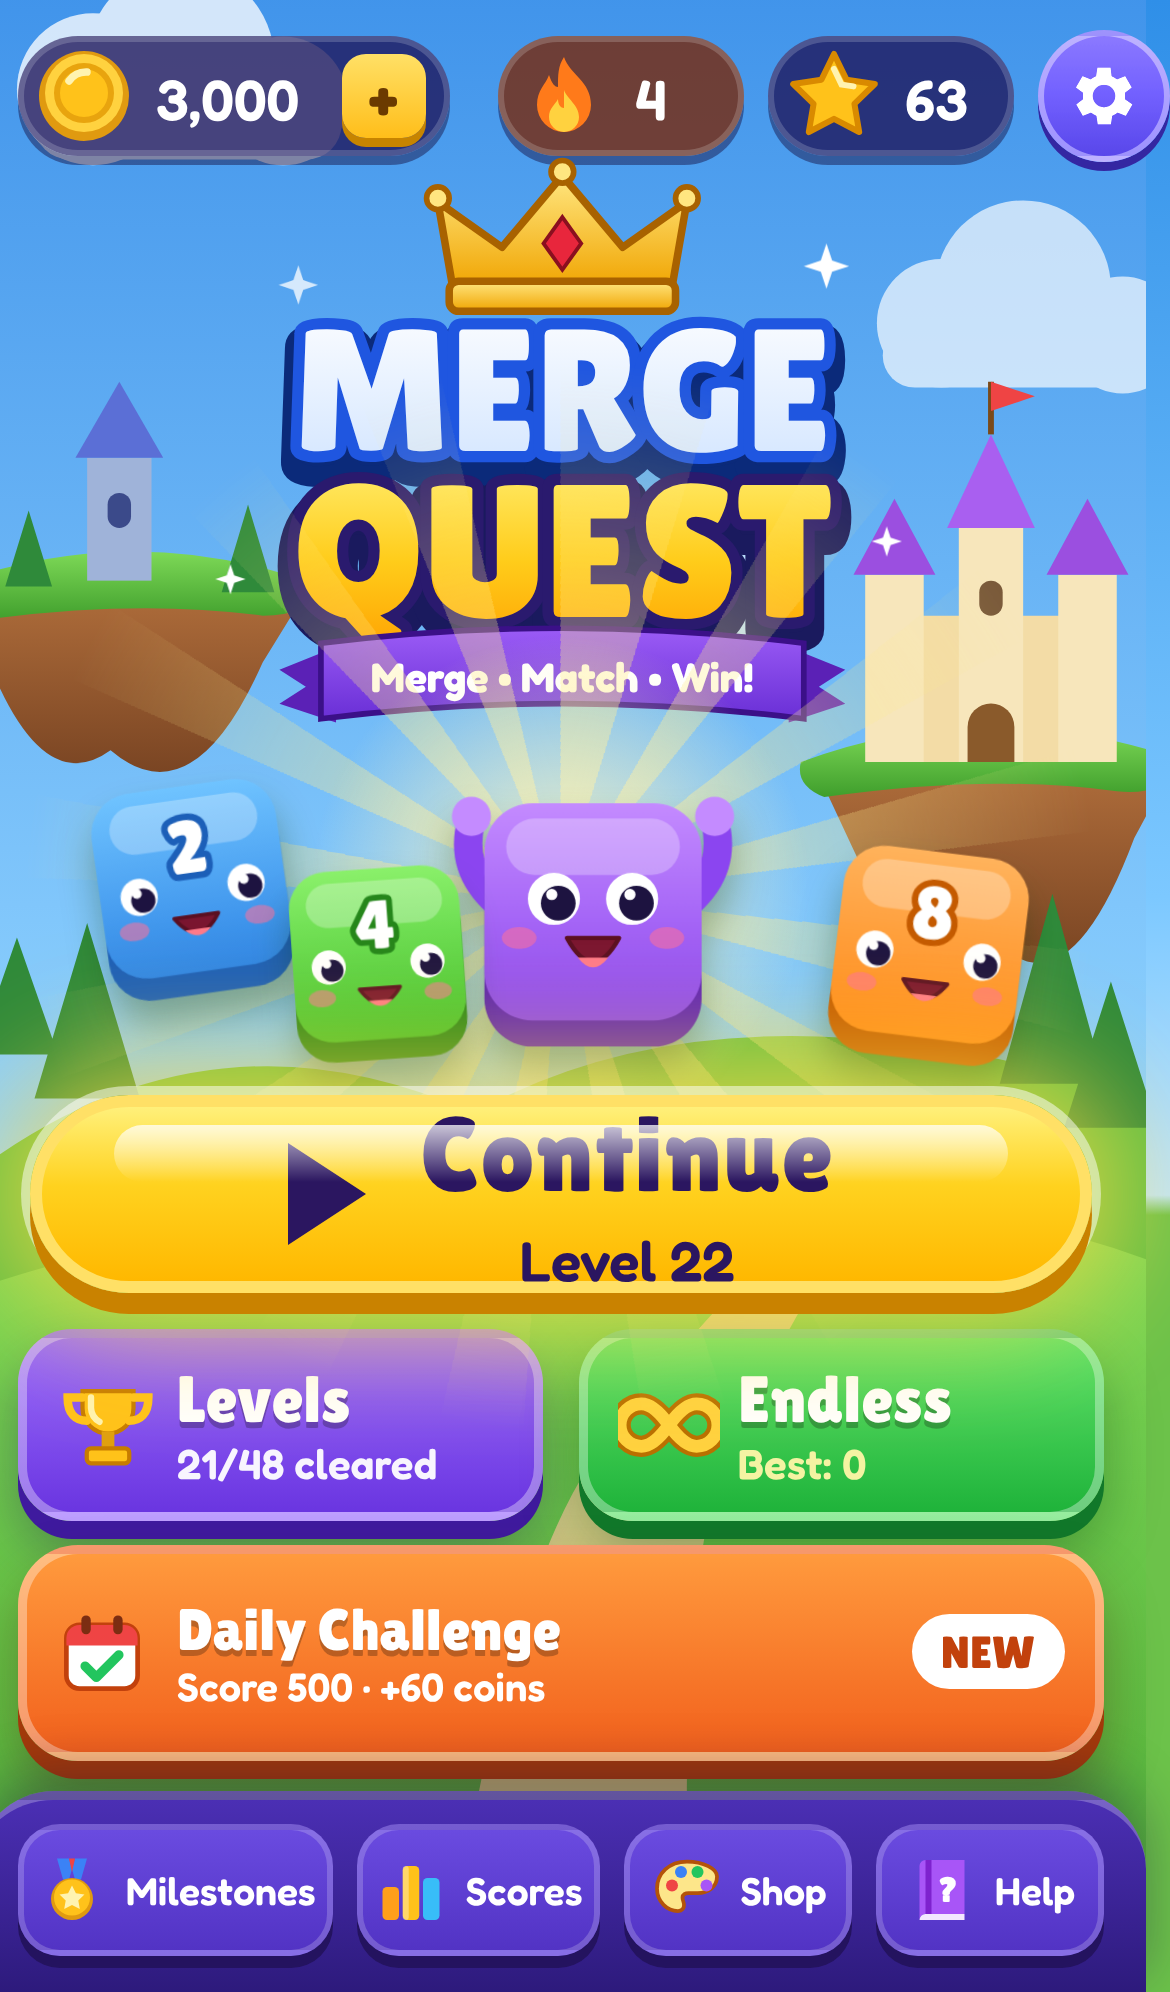 3,000
+
4
63
MERGE
QUEST
Merge • Match • Win!
2
4
8
Continue
Level 22
Levels
21/48 cleared
Endless
Best: 0
Daily Challenge
Score 500 · +60 coins
NEW
Milestones
Scores
Shop
?
Help